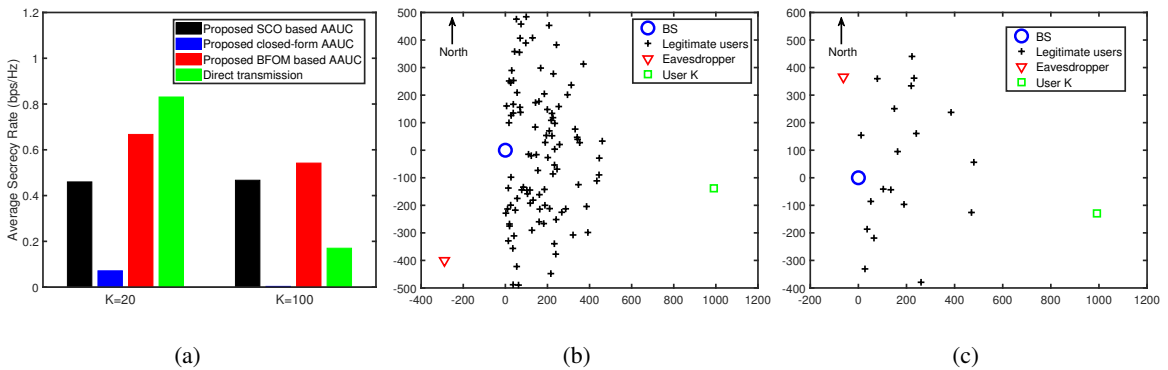 1.2
1
0.8
0.6
0.4
0.2
0
Average Secrecy Rate (bps/Hz)
Proposed SCO based AAUC
Proposed closed-form AAUC
Proposed BFOM based AAUC
Direct transmission
K=20
K=100
(a)
500
400
300
200
100
0
-100
-200
-300
-400
-500
North
BS
Legitimate users
Eavesdropper
User K
-400
-200
0
200
400
600
800
1000
1200
(b)
600
500
400
300
200
100
0
-100
-200
-300
-400
North
BS
Legitimate users
Eavesdropper
User K
-200
0
200
400
600
800
1000
1200
(c)